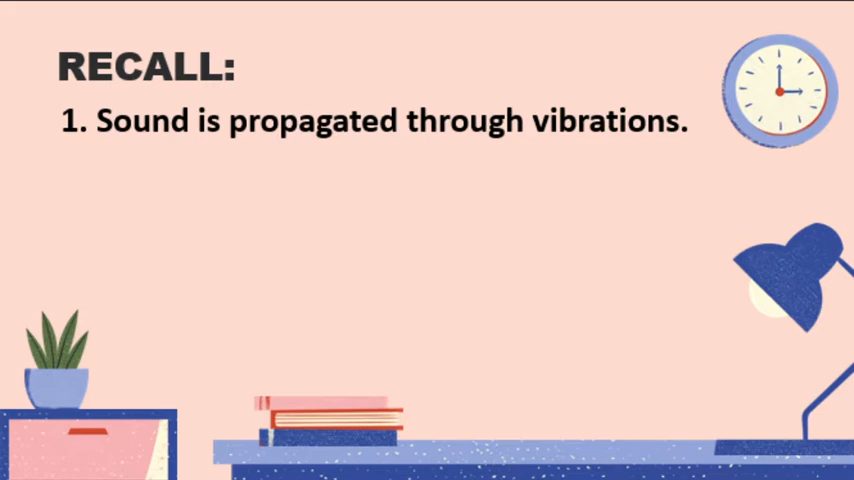 RECALL:
1. Sound is propagated through vibrations.